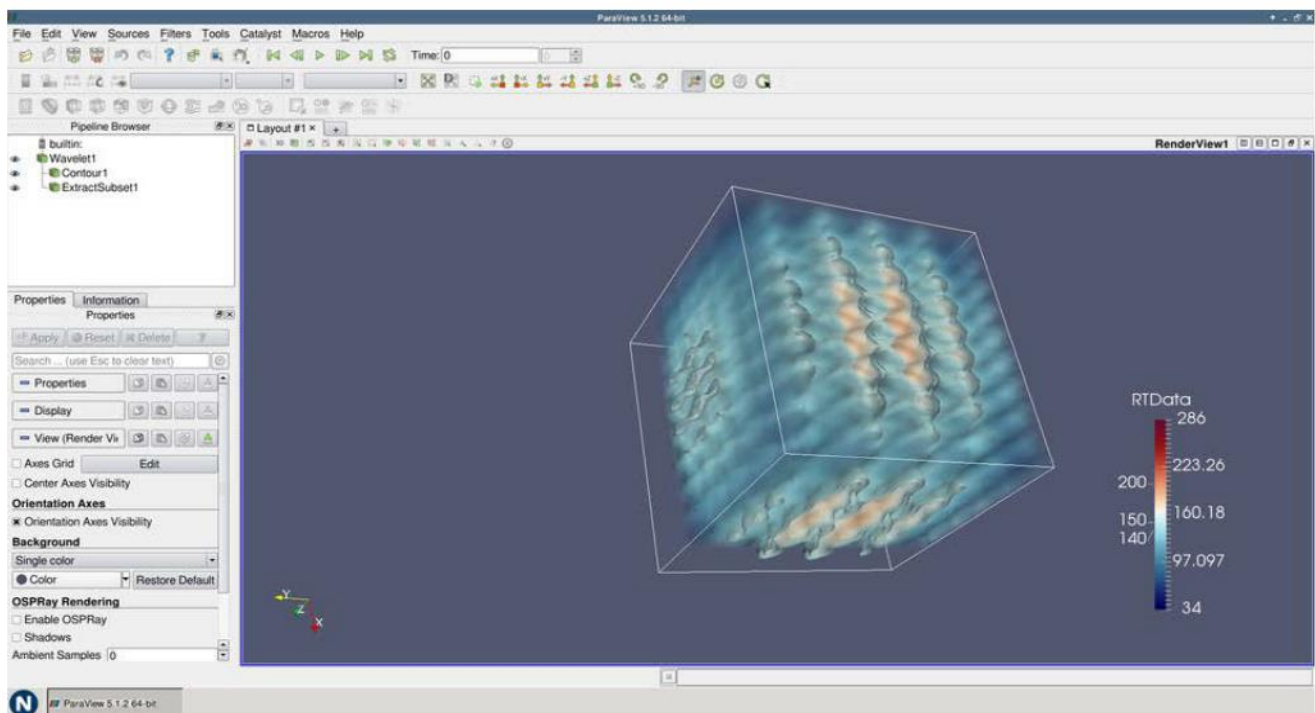 ParaView 5.1.2 64-bit
File Edit View Sources Filters Tools Catalyst Macros Help
Time: 0
Pipeline Browser
Layout #1
RenderView1
builtin:
Wavelet1
Contour1
ExtractSubset1
Properties Information
Properties
Apply Reset Delete ?
Search ... (use Esc to clear text)
Properties
Display
View (Render Vi
Axes Grid Edit
Center Axes Visibility
Orientation Axes
Orientation Axes Visibility
Background
Single color
Color Restore Default
OSPRay Rendering
Enable OSPRay
Shadows
Ambient Samples 0
Y
Z
X
RTData
286
223.26
200
160.18
150
140
97.097
34
N ParaView 5.1.2 64-bit